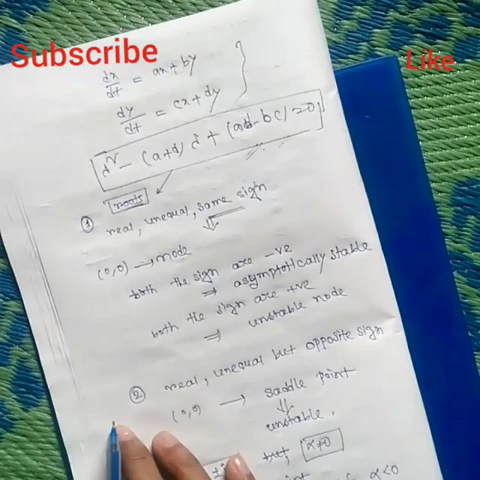 Subscribe
Like
dx/dt = ax + by
dy/dt = cx + dy
λ² - (a+d) λ + (ad - bc) = 0
roots
① real, unequal, same sign
(0,0) → node
both the sign are -ve
⇒ asymptotically stable
both the sign are +ve
⇒ unstable node
② real, unequal but opposite sign
(0,0) → saddle point
⇓
unstable.
but, α≠0
α<0